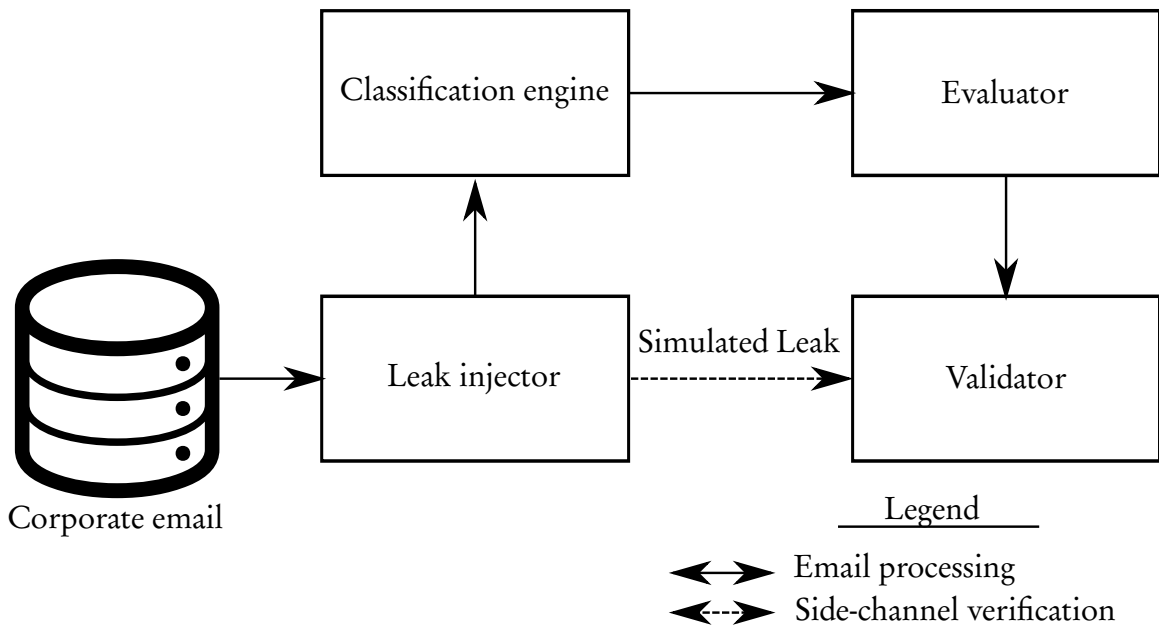 Classification engine
Evaluator
Simulated Leak
Leak injector
Validator
Corporate email
Legend
Email processing
Side-channel verification